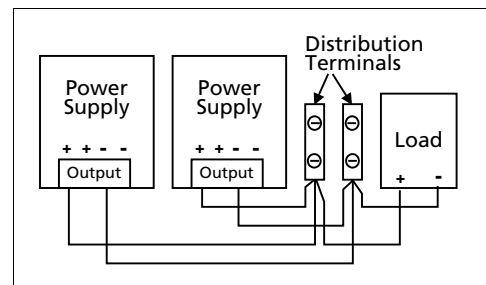 Distribution
Terminals
Power
Supply
+ + - -
Output
Power
Supply
+ + - -
Output
Load
+ -